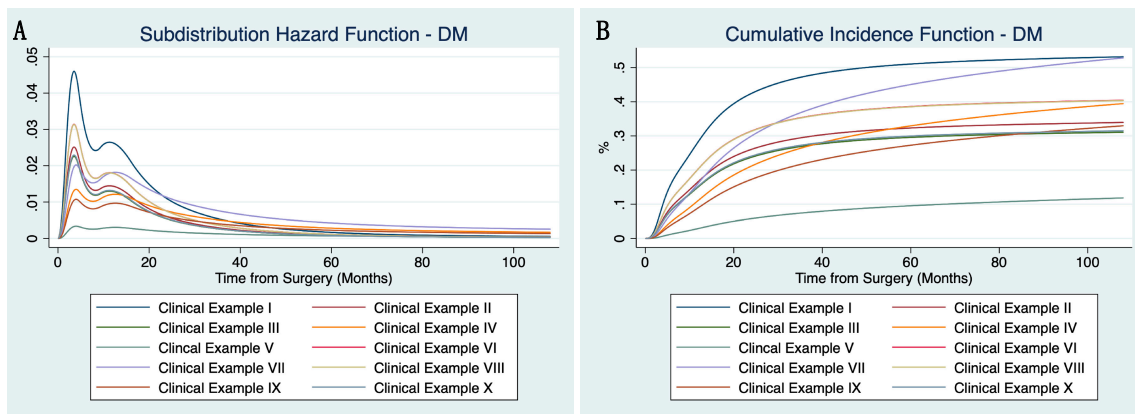 A
Subdistribution Hazard Function - DM
.05
.04
.03
.02
.01
0
0 20 40 60 80 100
Time from Surgery (Months)
Clinical Example I Clinical Example II
Clinical Example III Clinical Example IV
Clincal Example V Clinical Example VI
Clinical Example VII Clinical Example VIII
Clinical Example IX Clinical Example X
B
Cumulative Incidence Function - DM
%
.5
.4
.3
.2
.1
0
0 20 40 60 80 100
Time from Surgery (Months)
Clinical Example I Clinical Example II
Clinical Example III Clinical Example IV
Clincal Example V Clinical Example VI
Clinical Example VII Clinical Example VIII
Clinical Example IX Clinical Example X